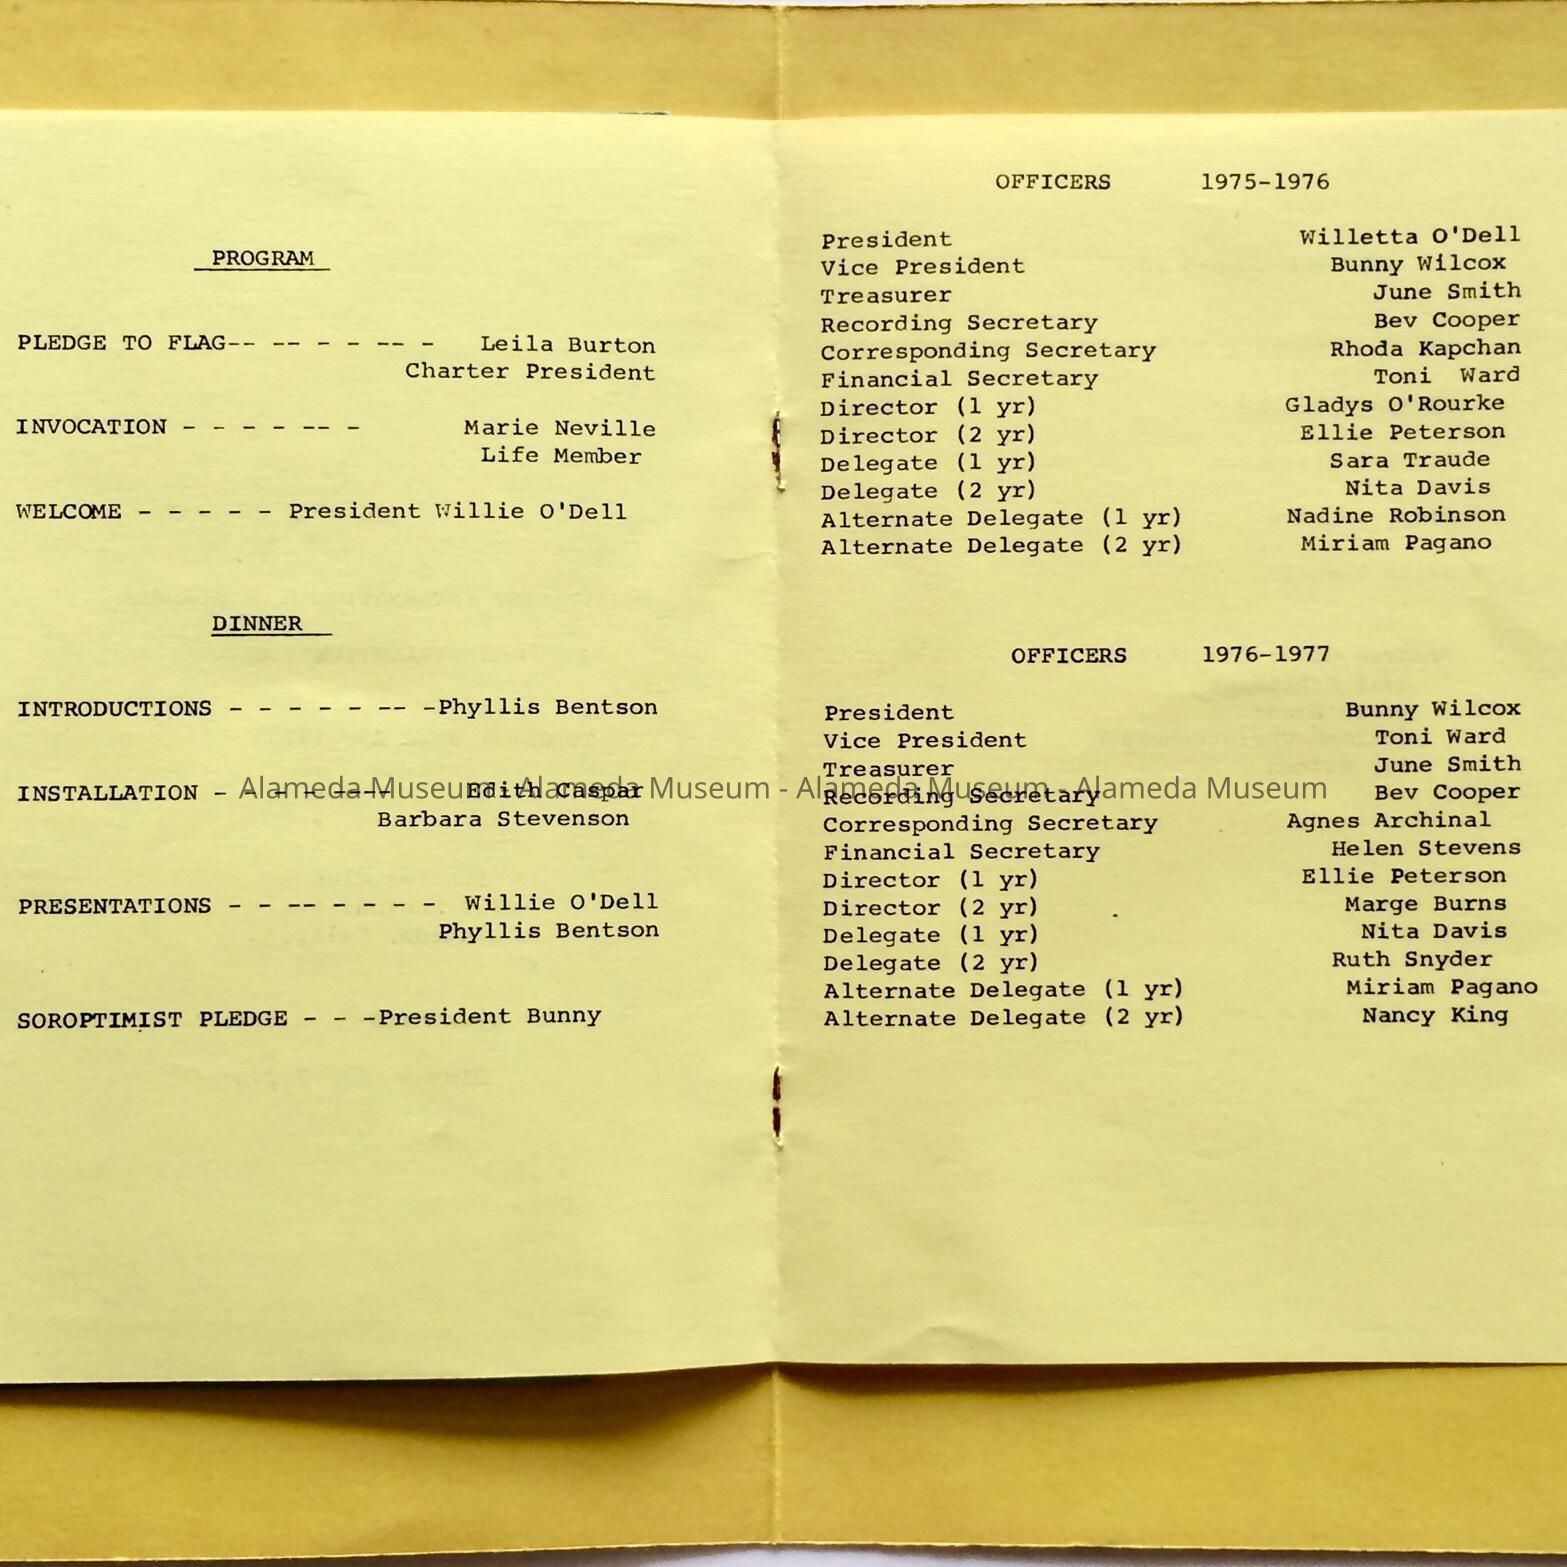 PROGRAM
PLEDGE TO FLAG-- -- - - -- - Leila Burton
Charter President
INVOCATION - - - - -- - Marie Neville
Life Member
WELCOME - - - - - President Willie O'Dell
DINNER
INTRODUCTIONS - - - - - -- -Phyllis Bentson
INSTALLATION - - - - ---- Edith Caspar
Barbara Stevenson
PRESENTATIONS - - -- - - - - Willie O'Dell
Phyllis Bentson
SOROPTIMIST PLEDGE - - -President Bunny
OFFICERS 1975-1976
President Willetta O'Dell
Vice President Bunny Wilcox
Treasurer June Smith
Recording Secretary Bev Cooper
Corresponding Secretary Rhoda Kapchan
Financial Secretary Toni Ward
Director (1 yr) Gladys O'Rourke
Director (2 yr) Ellie Peterson
Delegate (1 yr) Sara Traude
Delegate (2 yr) Nita Davis
Alternate Delegate (1 yr) Nadine Robinson
Alternate Delegate (2 yr) Miriam Pagano
OFFICERS 1976-1977
President Bunny Wilcox
Vice President Toni Ward
Treasurer June Smith
Recording Secretary Bev Cooper
Corresponding Secretary Agnes Archinal
Financial Secretary Helen Stevens
Director (1 yr) Ellie Peterson
Director (2 yr) Marge Burns
Delegate (1 yr) Nita Davis
Delegate (2 yr) Ruth Snyder
Alternate Delegate (1 yr) Miriam Pagano
Alternate Delegate (2 yr) Nancy King
Alameda Museum - Alameda Museum - Alameda Museum - Alameda Museum